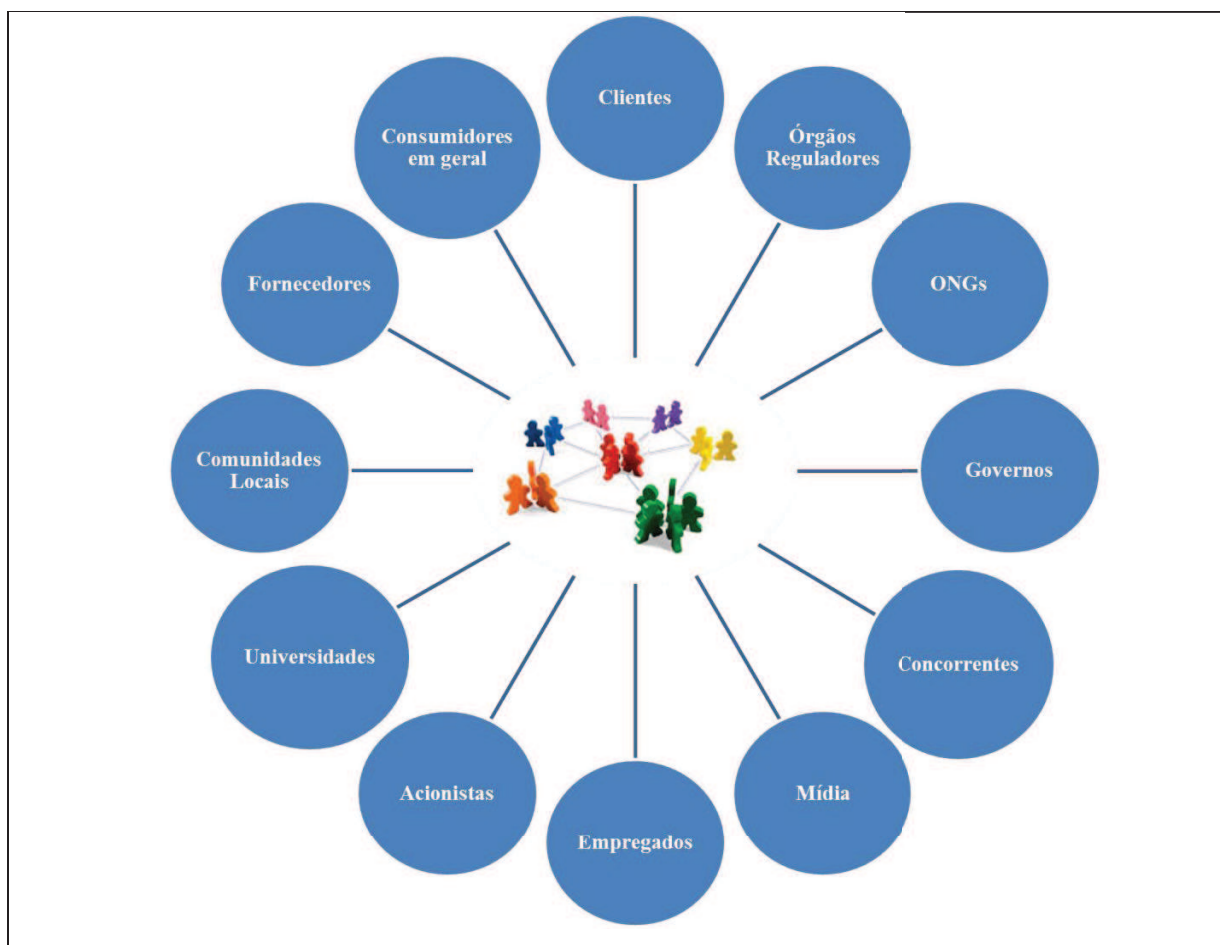 Clientes
Órgãos
Reguladores
ONGs
Governos
Concorrentes
Mídia
Empregados
Acionistas
Universidades
Comunidades
Locais
Fornecedores
Consumidores
em geral